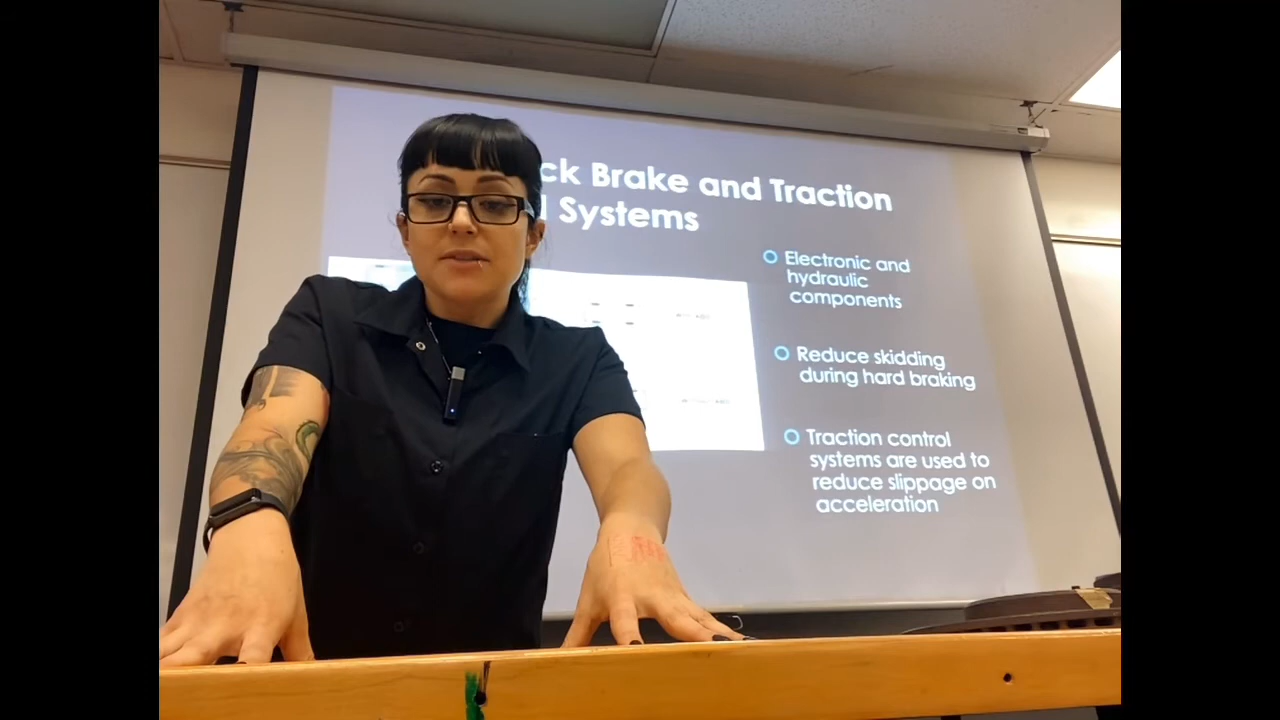 ck Brake and Traction
Systems
Electronic and
hydraulic
components
Reduce skidding
during hard braking
Traction control
systems are used to
reduce slippage on
acceleration